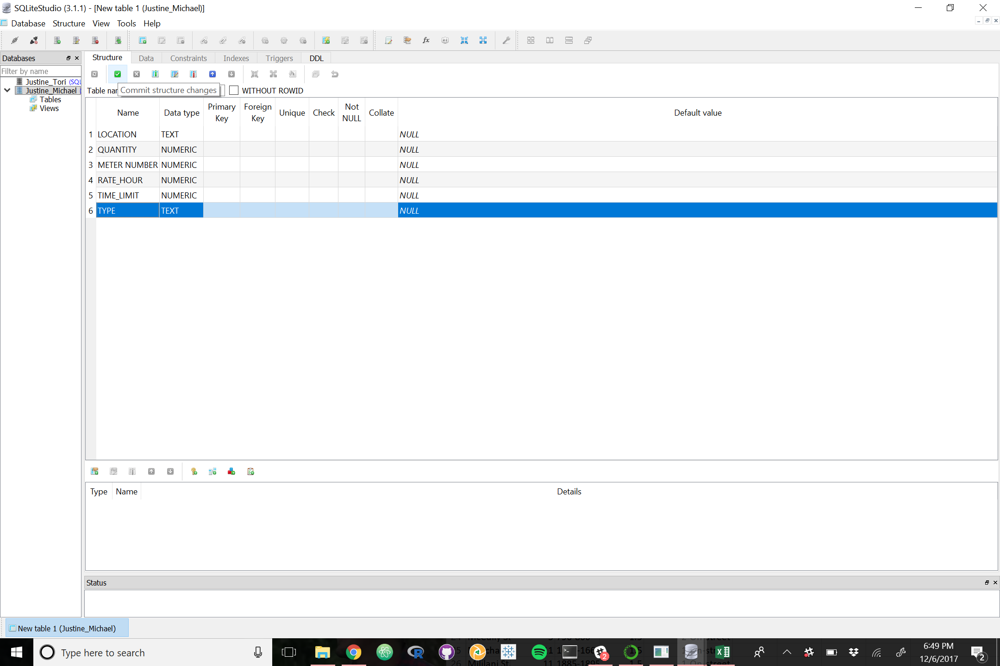 SQLiteStudio (3.1.1) - [New table 1 (Justine_Michael)]
Database Structure View Tools Help
Databases
Structure Data Constraints Indexes Triggers DDL
Filter by name
Justine_Tori (SQL
Justine_Michael
Tables
Views
Table nar
Commit structure changes
WITHOUT ROWID
Name Data type Primary Key Foreign Key Unique Check Not NULL Collate Default value
1 LOCATION TEXT NULL
2 QUANTITY NUMERIC NULL
3 METER NUMBER NUMERIC NULL
4 RATE_HOUR NUMERIC NULL
5 TIME_LIMIT NUMERIC NULL
6 TYPE TEXT NULL
Type Name Details
Status
New table 1 (Justine_Michael)
Type here to search
2
6:49 PM
12/6/2017
2